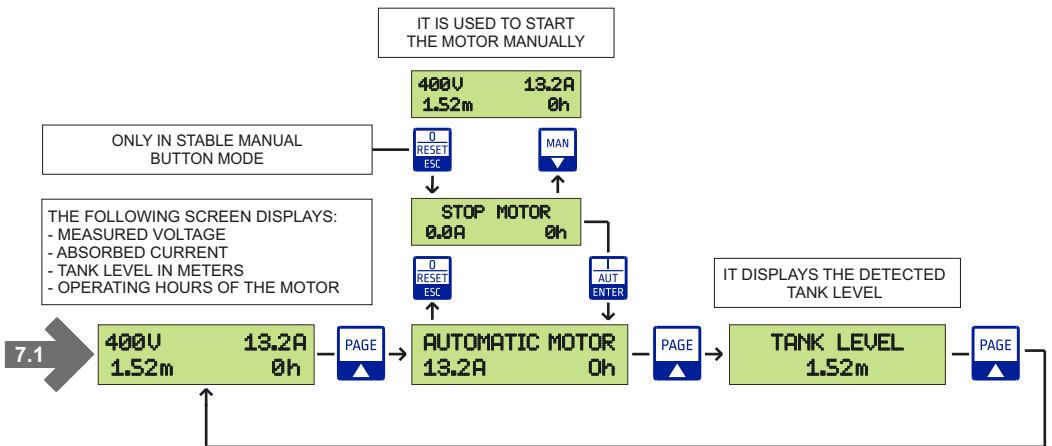 IT IS USED TO START
THE MOTOR MANUALLY
400V 13.2A
1.52m 0h
ONLY IN STABLE MANUAL
BUTTON MODE
0
RESET
ESC
MAN
THE FOLLOWING SCREEN DISPLAYS:
- MEASURED VOLTAGE
- ABSORBED CURRENT
- TANK LEVEL IN METERS
- OPERATING HOURS OF THE MOTOR
STOP MOTOR
0.0A 0h
0
RESET
ESC
I
AUT
ENTER
IT DISPLAYS THE DETECTED
TANK LEVEL
7.1
400V 13.2A
1.52m 0h
PAGE
AUTOMATIC MOTOR
13.2A Oh
PAGE
TANK LEVEL
1.52m
PAGE